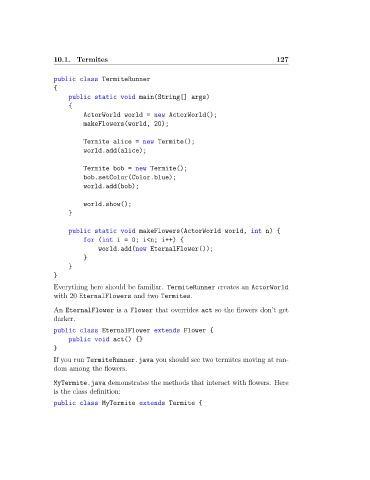 10.1. Termites 127
public class TermiteRunner
{
public static void main(String[] args)
{
ActorWorld world = new ActorWorld();
makeFlowers(world, 20);
Termite alice = new Termite();
world.add(alice);
Termite bob = new Termite();
bob.setColor(Color.blue);
world.add(bob);
world.show();
}
public static void makeFlowers(ActorWorld world, int n) {
for (int i = 0; i<n; i++) {
world.add(new EternalFlower());
}
}
}
Everything here should be familiar. TermiteRunner creates an ActorWorld
with 20 EternalFlowers and two Termites.
An EternalFlower is a Flower that overrides act so the flowers don't get
darker.
public class EternalFlower extends Flower {
public void act() {}
}
If you run TermiteRunner.java you should see two termites moving at ran-
dom among the flowers.
MyTermite.java demonstrates the methods that interact with flowers. Here
is the class definition:
public class MyTermite extends Termite {